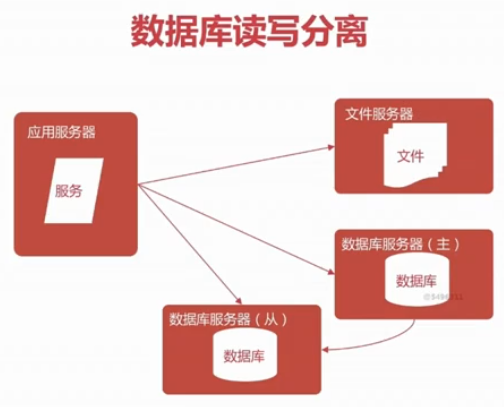 数据库读写分离
应用服务器
服务
文件服务器
文件
数据库服务器（主）
数据库
数据库服务器（从）
数据库